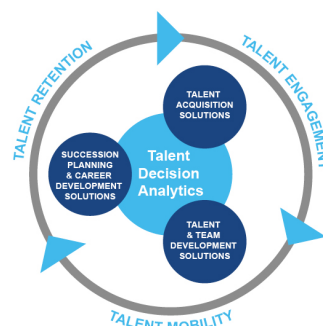 TALENT RETENTION
TALENT ENGAGEMENT
TALENT
ACQUISITION
SOLUTIONS
SUCCESSION
PLANNING
& CAREER
DEVELOPMENT
SOLUTIONS
Talent
Decision
Analytics
TALENT
& TEAM
DEVELOPMENT
SOLUTIONS
TALENT MOBILITY